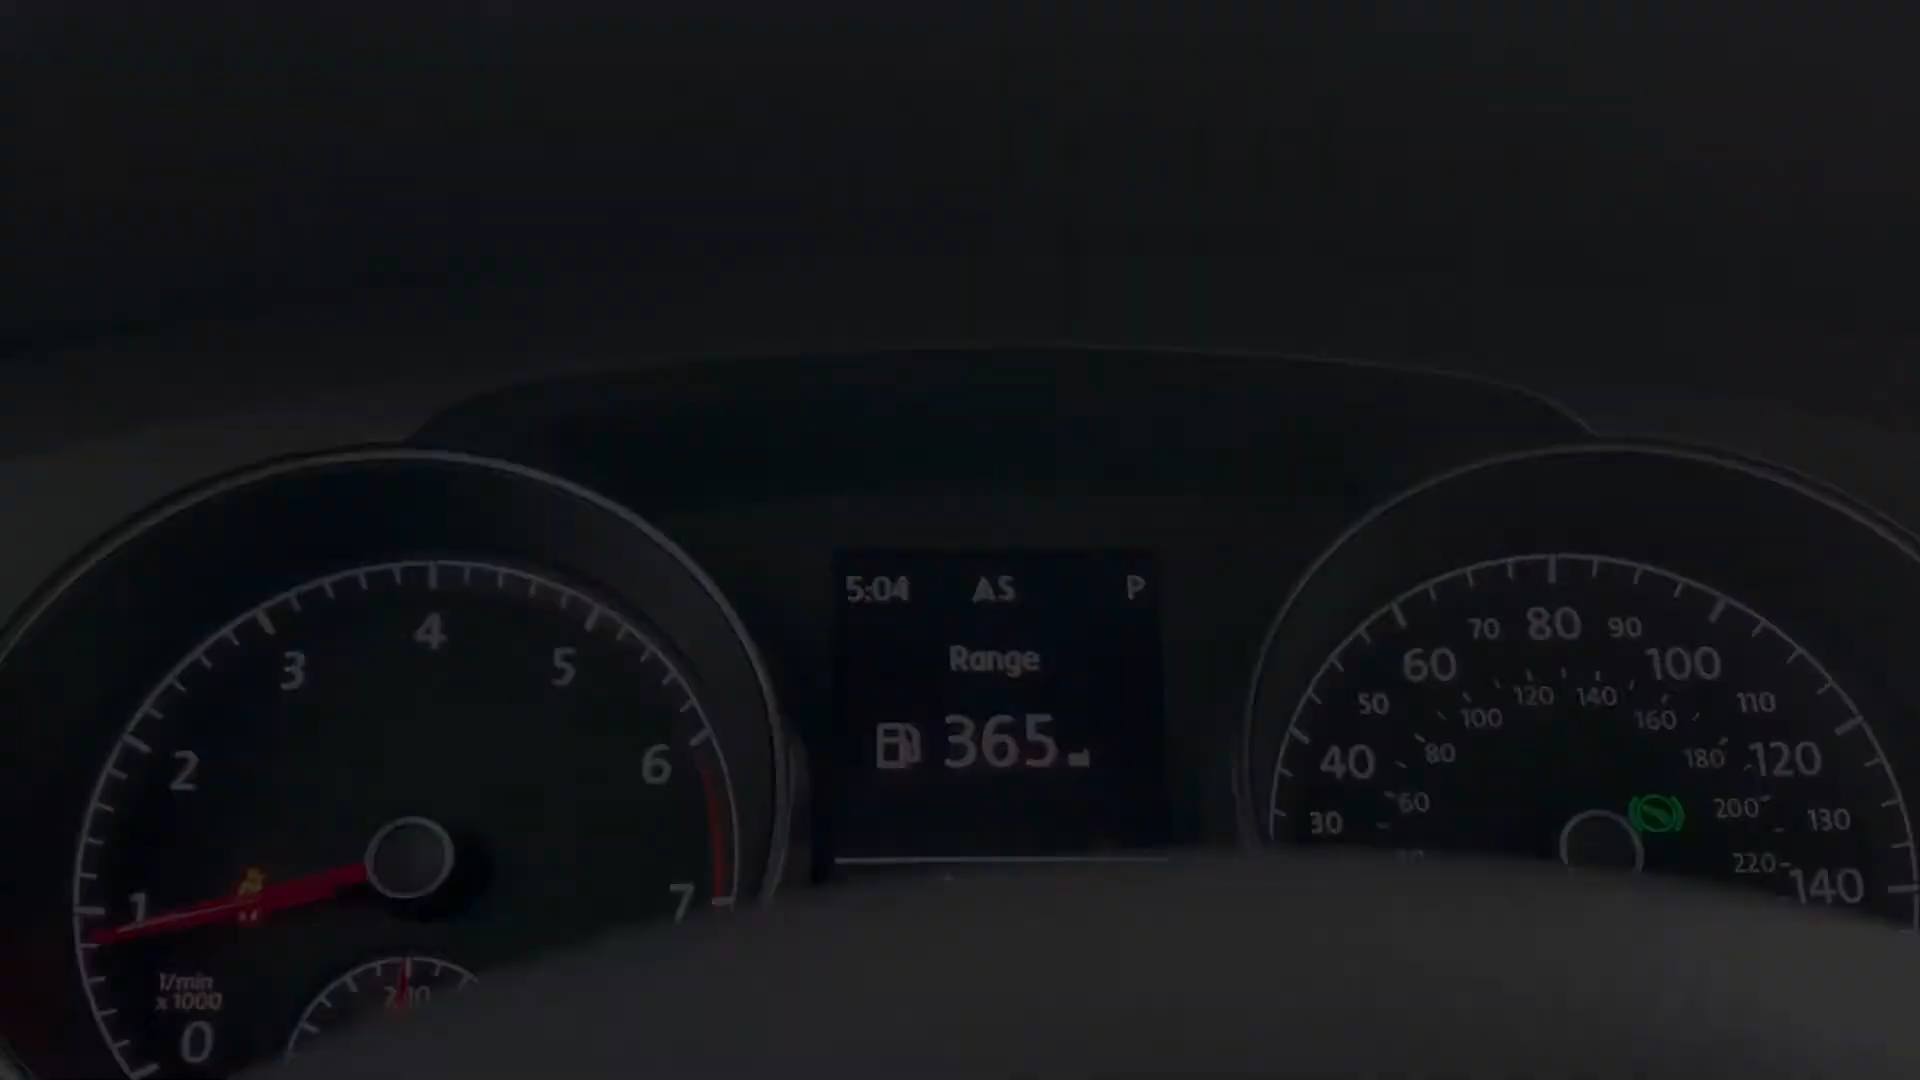 5:04 AS P
Range
365
0 1 2 3 4 5 6 7
1/min
x 1000
210
30 40 50 60 70 80 90 100 110 120 130 140
60 80 100 120 140 160 180 200 220